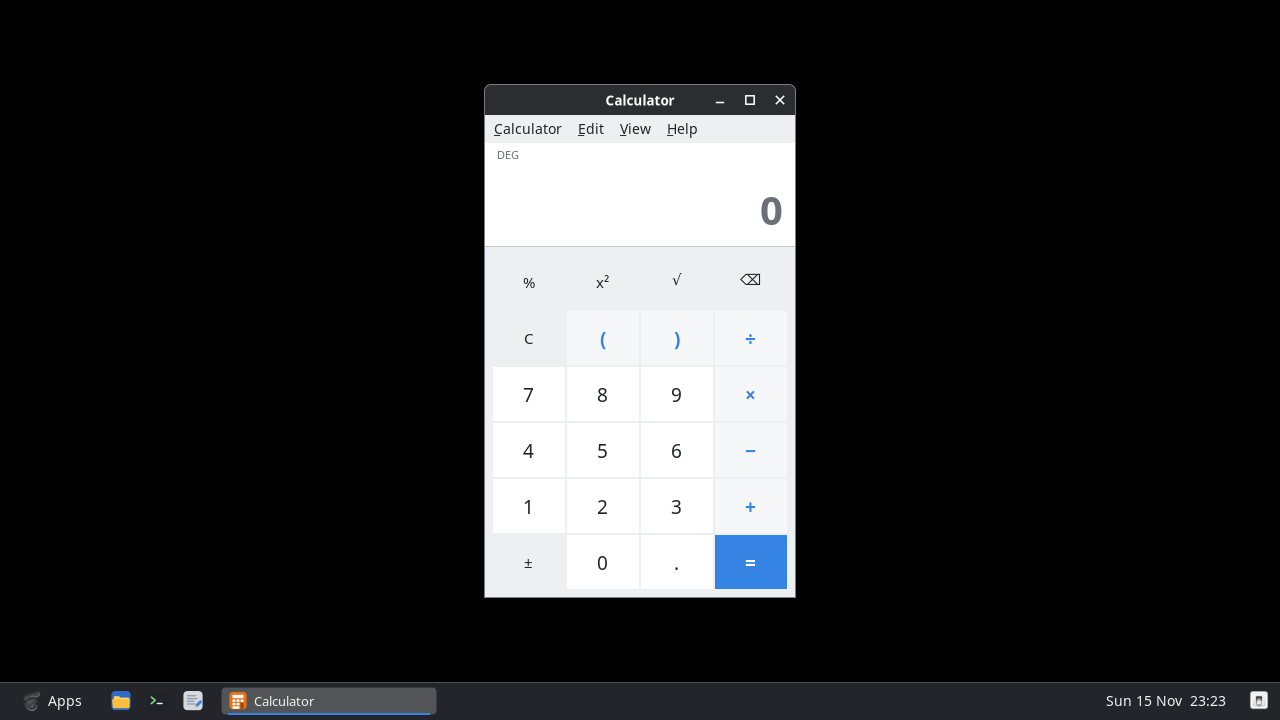 Calculator
Calculator Edit View Help
DEG
0
% x² √ ⌫
C ( ) ÷
7 8 9 ×
4 5 6 −
1 2 3 +
± 0 . =
Apps Calculator Sun 15 Nov 23:23